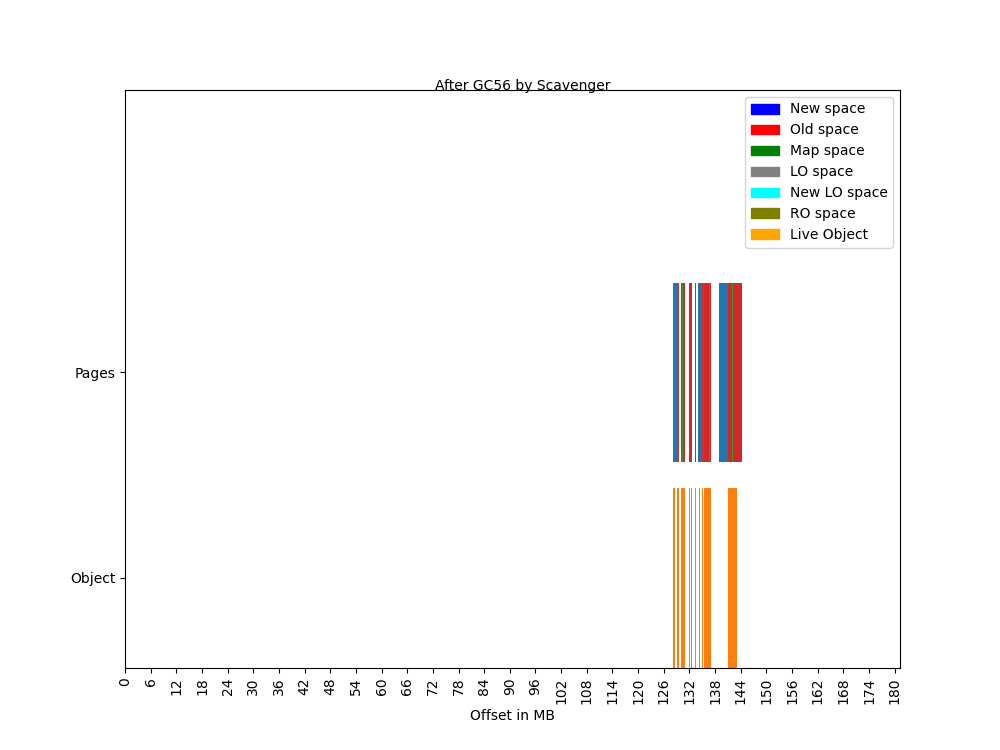 After GC56 by Scavenger
New space
Old space
Map space
LO space
New LO space
RO space
Live Object
Pages
Object
0 6 12 18 24 30 36 42 48 54 60 66 72 78 84 90 96 102 108 114 120 126 132 138 144 150 156 162 168 174 180
Offset in MB